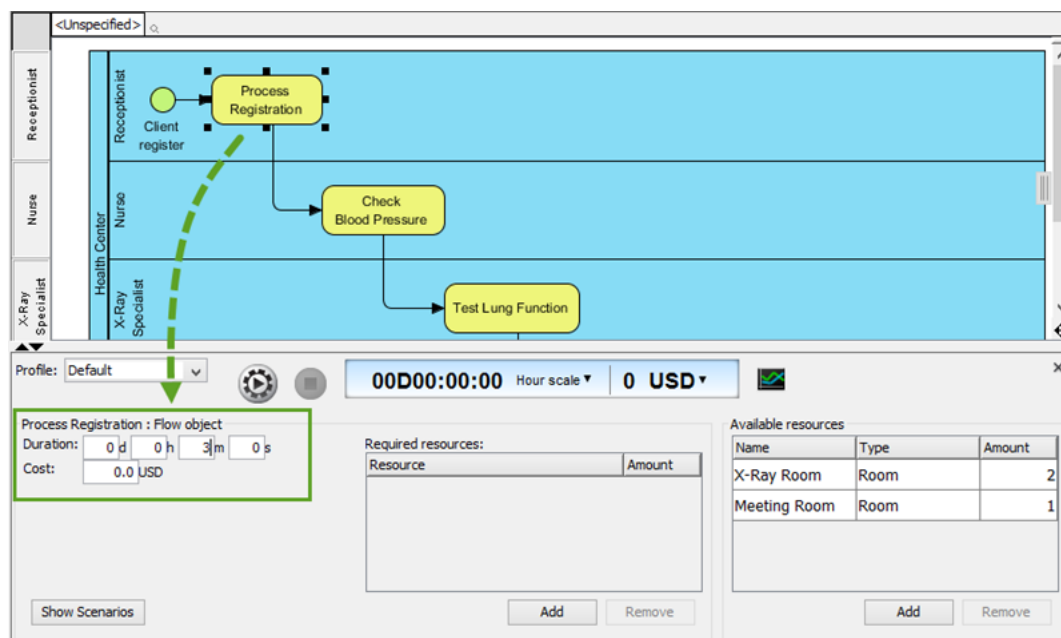 <Unspecified>
Receptionist
Nurse
X-Ray
Specialist
Health Center
Receptionist
Client
register
Process
Registration
Nurse
Check
Blood Pressure
X-Ray
Specialist
Test Lung Function
Profile: Default
00D00:00:00 Hour scale 0 USD
Process Registration : Flow object
Duration: 0 d 0 h 3 m 0 s
Cost: 0.0 USD
Required resources:
Resource Amount
Add Remove
Available resources
Name Type Amount
X-Ray Room Room 2
Meeting Room Room 1
Add Remove
Show Scenarios